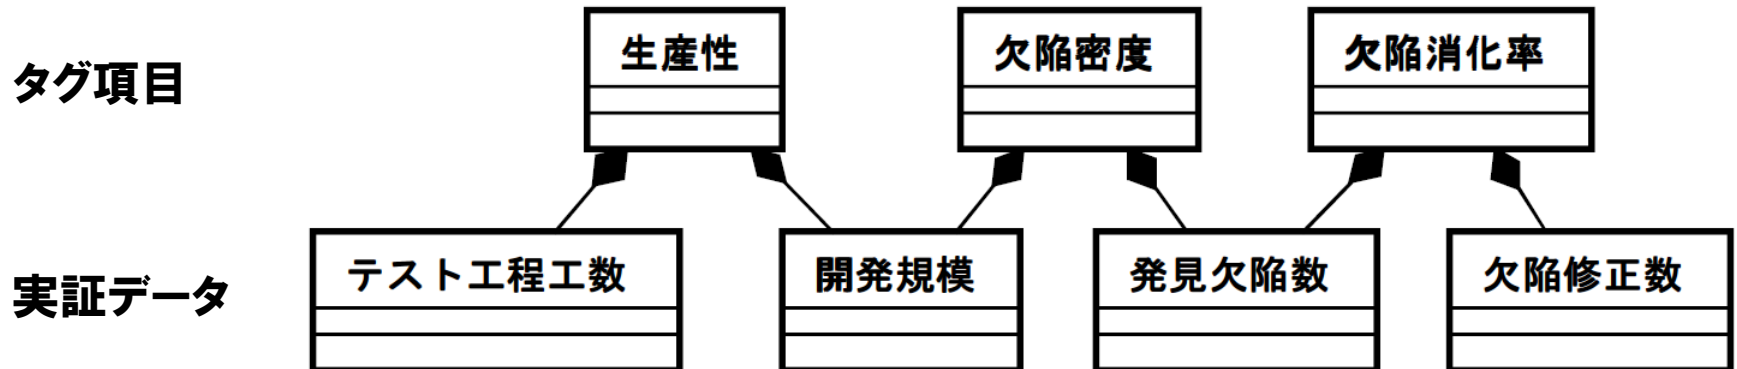 タグ項目
生産性
欠陥密度
欠陥消化率
実証データ
テスト工程工数
開発規模
発見欠陥数
欠陥修正数